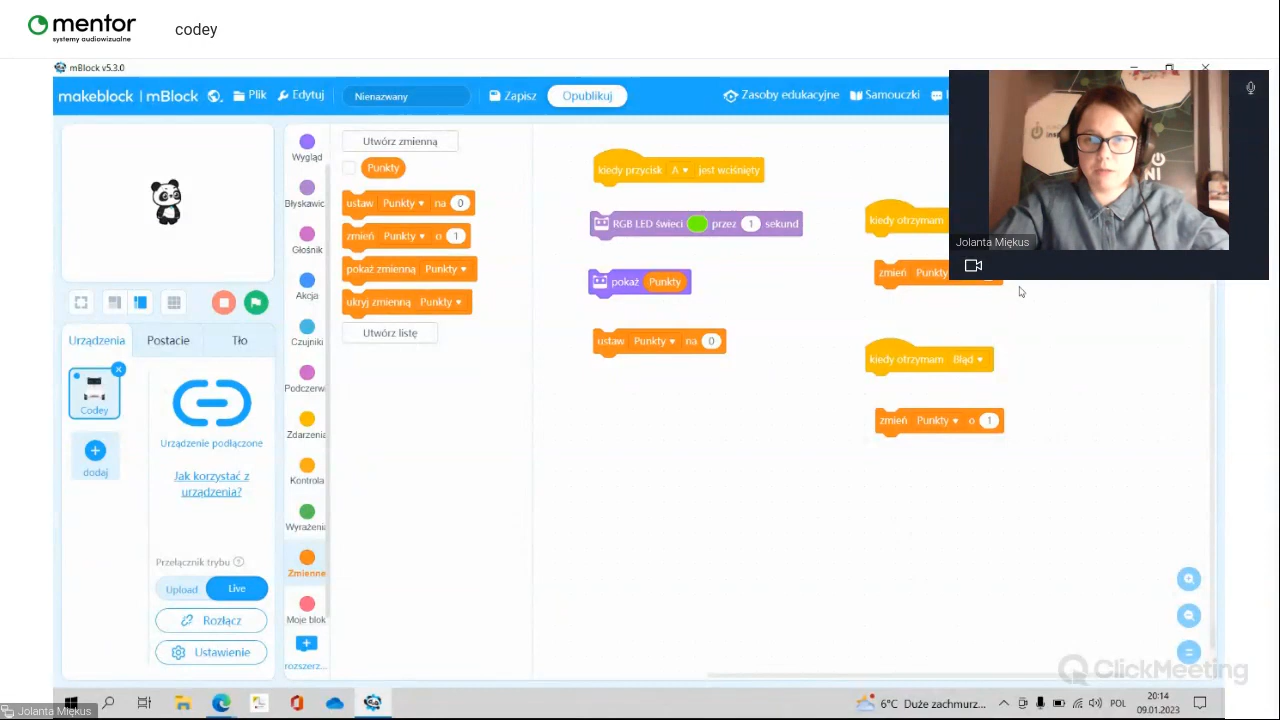 mentor
systemy audiowizualne
codey
mBlock v5.3.0
makeblock | mBlock
Plik
Edytuj
Nienazwany
Zapisz
Opublikuj
Zasoby edukacyjne
Samouczki
Jolanta Miękus
Wygląd
Błyskawic
Głośnik
Akcja
Czujniki
Podczerw
Zdarzenia
Kontrola
Wyrażenia
Zmienne
Moje blok
rozszerz...
Utwórz zmienną
Punkty
ustaw Punkty na 0
zmień Punkty o 1
pokaż zmienną Punkty
ukryj zmienną Punkty
Utwórz listę
kiedy przycisk A jest wciśnięty
RGB LED świeci przez 1 sekund
pokaż Punkty
ustaw Punkty na 0
kiedy otrzymam
zmień Punkty
kiedy otrzymam Błąd
zmień Punkty o 1
Urządzenia
Postacie
Tło
Codey
dodaj
Urządzenie podłączone
Jak korzystać z
urządzenia?
Przełącznik trybu
Upload
Live
Rozłącz
Ustawienie
ClickMeeting
6°C Duże zachmurz...
POL
20:14
09.01.2023
Jolanta Miękus